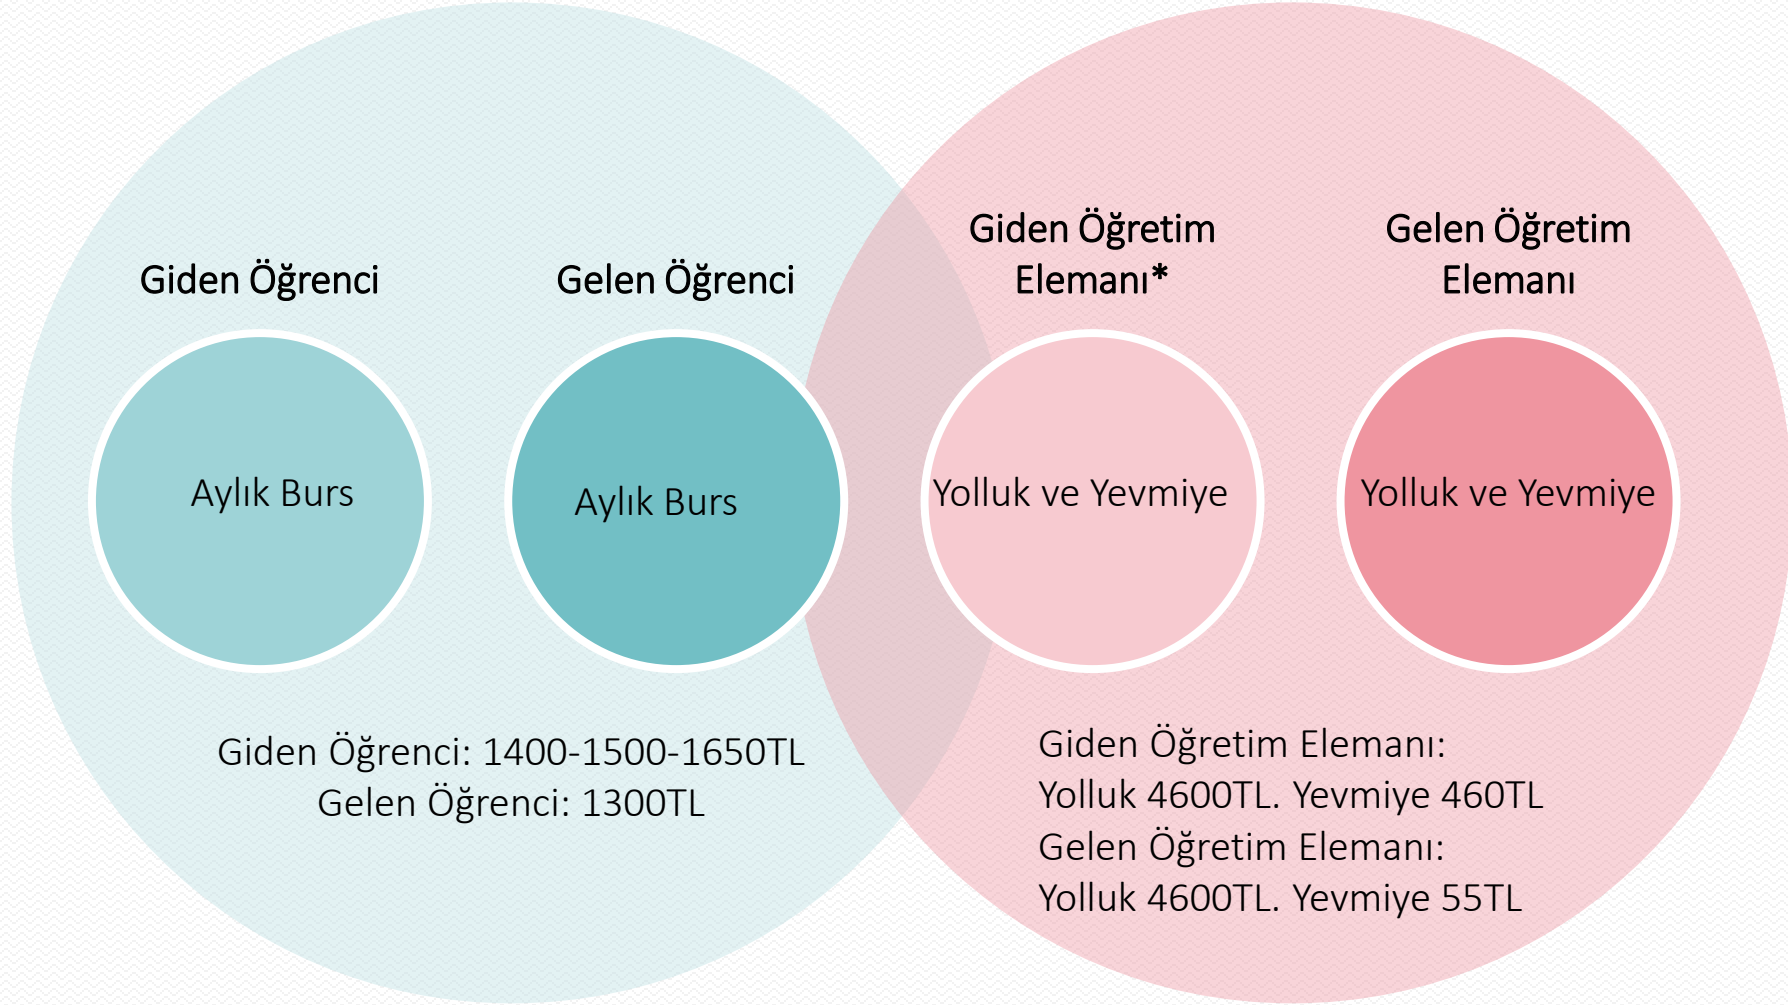 Giden Öğrenci
Gelen Öğrenci
Giden Öğretim
Elemanı*
Gelen Öğretim
Elemanı
Aylık Burs
Aylık Burs
Yolluk ve Yevmiye
Yolluk ve Yevmiye
Giden Öğrenci: 1400-1500-1650TL
Gelen Öğrenci: 1300TL
Giden Öğretim Elemanı:
Yolluk 4600TL. Yevmiye 460TL
Gelen Öğretim Elemanı:
Yolluk 4600TL. Yevmiye 55TL